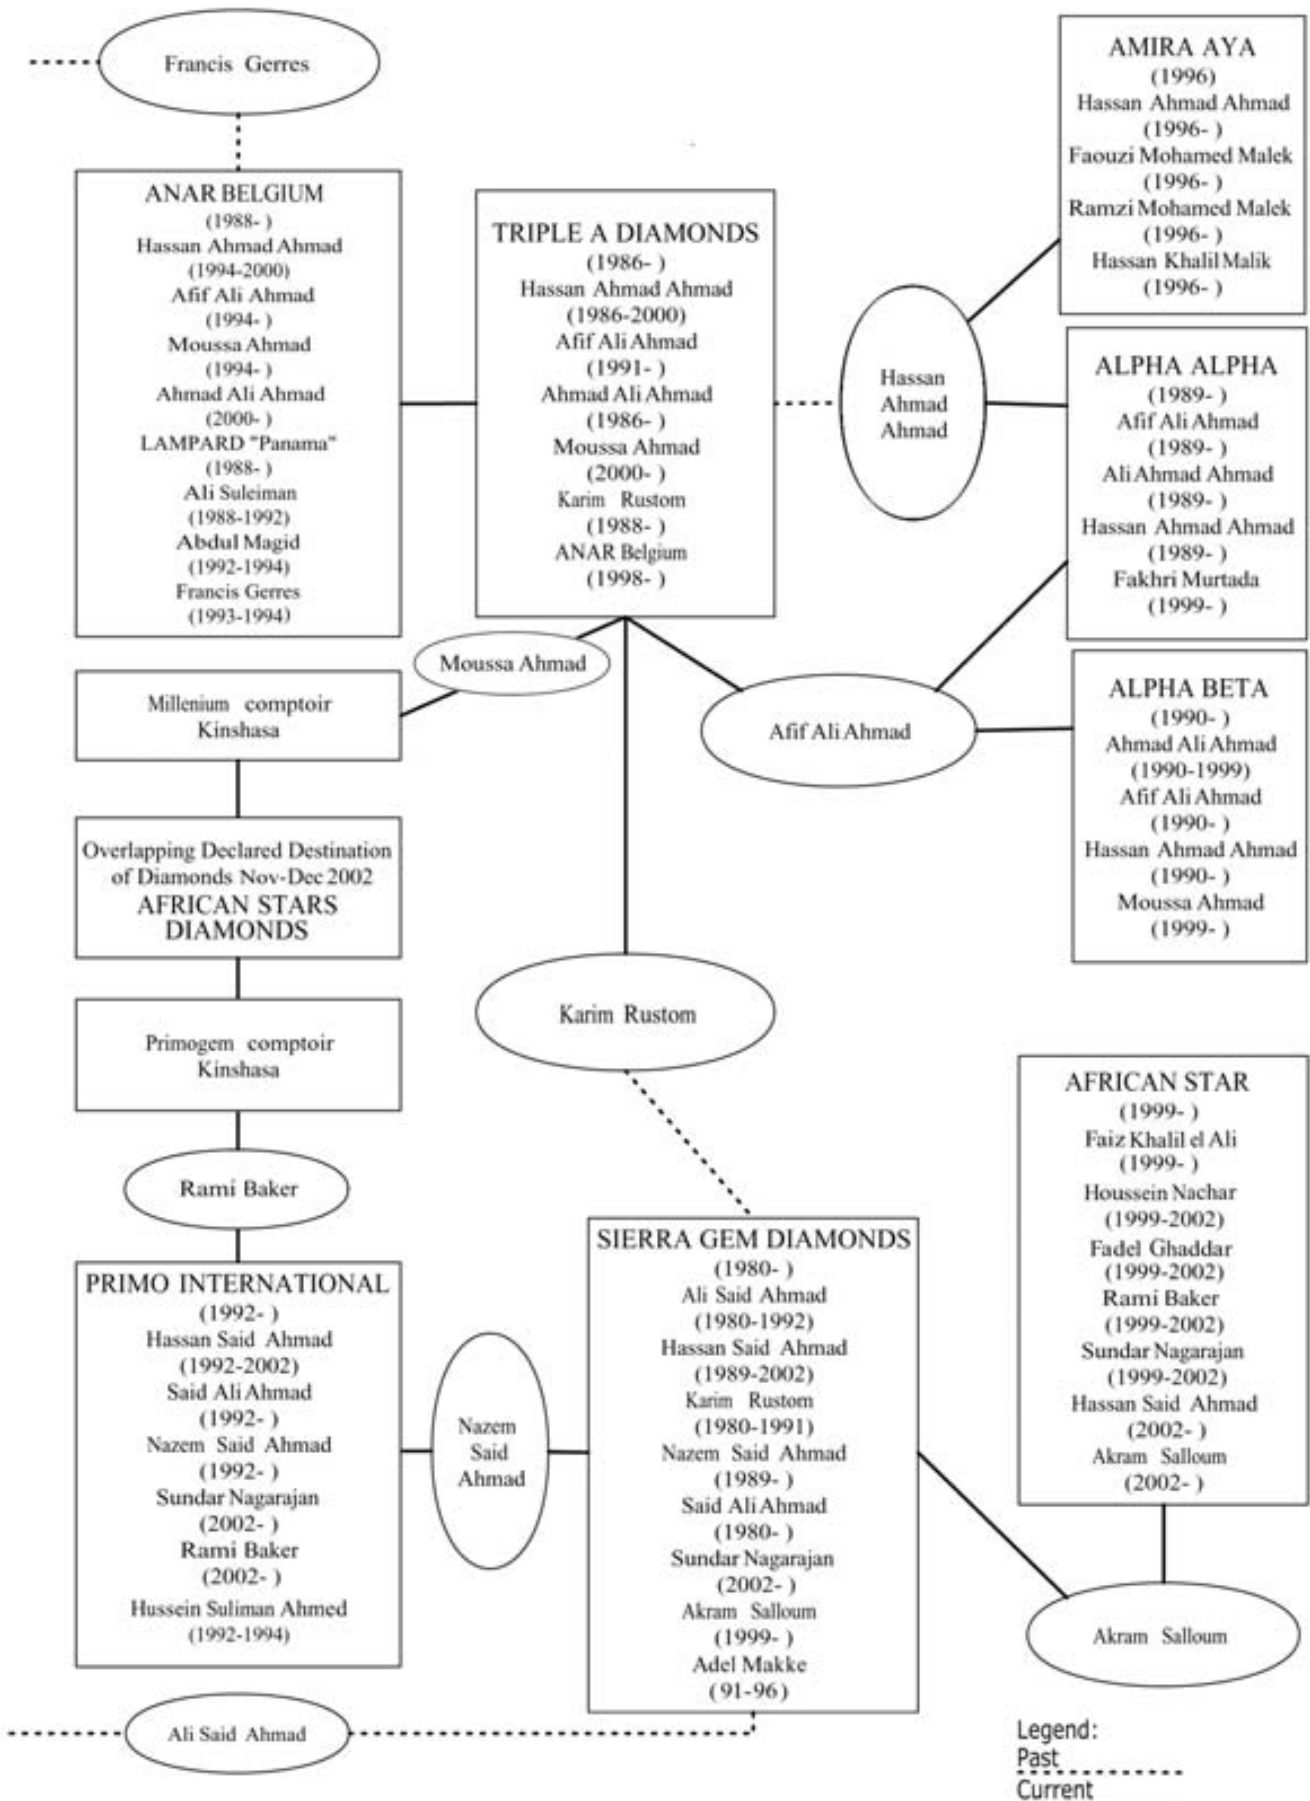 Francis Gerres
ANAR BELGIUM
(1988- )
Hassan Ahmad Ahmad
(1994-2000)
Afif Ali Ahmad
(1994- )
Moussa Ahmad
(1994- )
Ahmad Ali Ahmad
(2000- )
LAMPARD "Panama"
(1988- )
Ali Suleiman
(1988-1992)
Abdul Magid
(1992-1994)
Francis Gerres
(1993-1994)
TRIPLE A DIAMONDS
(1986- )
Hassan Ahmad Ahmad
(1986-2000)
Afif Ali Ahmad
(1991- )
Ahmad Ali Ahmad
(1986- )
Moussa Ahmad
(2000- )
Karim Rustom
(1988- )
ANAR Belgium
(1998- )
Hassan
Ahmad
Ahmad
AMIRA AYA
(1996)
Hassan Ahmad Ahmad
(1996- )
Faouzi Mohamed Malek
(1996- )
Ramzi Mohamed Malek
(1996- )
Hassan Khalil Malik
(1996- )
ALPHA ALPHA
(1989- )
Afif Ali Ahmad
(1989- )
Ali Ahmad Ahmad
(1989- )
Hassan Ahmad Ahmad
(1989- )
Fakhri Murtada
(1999- )
Moussa Ahmad
Afif Ali Ahmad
ALPHA BETA
(1990- )
Ahmad Ali Ahmad
(1990-1999)
Afif Ali Ahmad
(1990- )
Hassan Ahmad Ahmad
(1990- )
Moussa Ahmad
(1999- )
Millenium comptoir
Kinshasa
Overlapping Declared Destination
of Diamonds Nov-Dec 2002
AFRICAN STARS
DIAMONDS
Primogem comptoir
Kinshasa
Rami Baker
Karim Rustom
PRIMO INTERNATIONAL
(1992- )
Hassan Said Ahmad
(1992-2002)
Said Ali Ahmad
(1992- )
Nazem Said Ahmad
(1992- )
Sundar Nagarajan
(2002- )
Rami Baker
(2002- )
Hussein Suliman Ahmed
(1992-1994)
Nazem
Said
Ahmad
SIERRA GEM DIAMONDS
(1980- )
Ali Said Ahmad
(1980-1992)
Hassan Said Ahmad
(1989-2002)
Karim Rustom
(1980-1991)
Nazem Said Ahmad
(1989- )
Said Ali Ahmad
(1980- )
Sundar Nagarajan
(2002- )
Akram Salloum
(1999- )
Adel Makke
(91-96)
AFRICAN STAR
(1999- )
Faiz Khalil el Ali
(1999- )
Houssein Nachar
(1999-2002)
Fadel Ghaddar
(1999-2002)
Rami Baker
(1999-2002)
Sundar Nagarajan
(1999-2002)
Hassan Said Ahmad
(2002- )
Akram Salloum
(2002- )
Akram Salloum
Ali Said Ahmad
Legend:
Past
Current